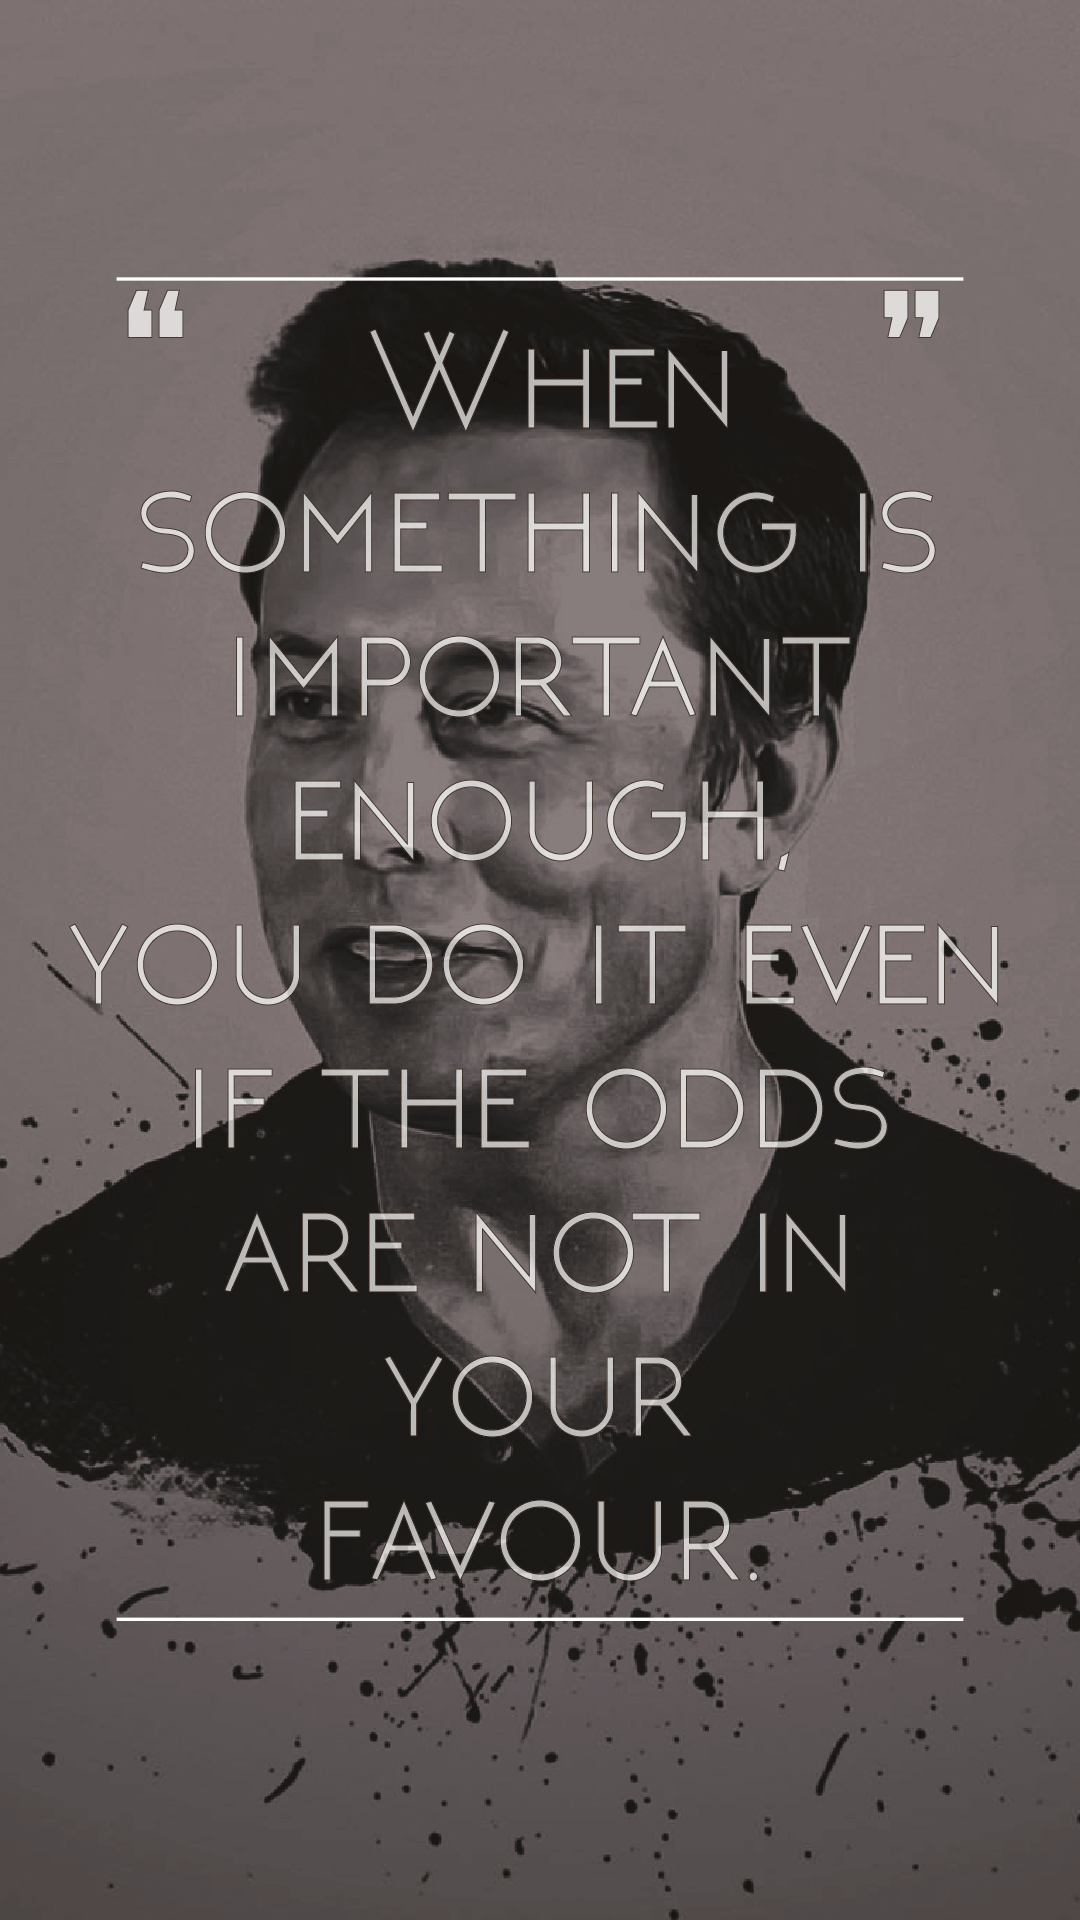 “ ”
When
something is
important
enough,
you do it even
if the odds
are not in
your
favour.